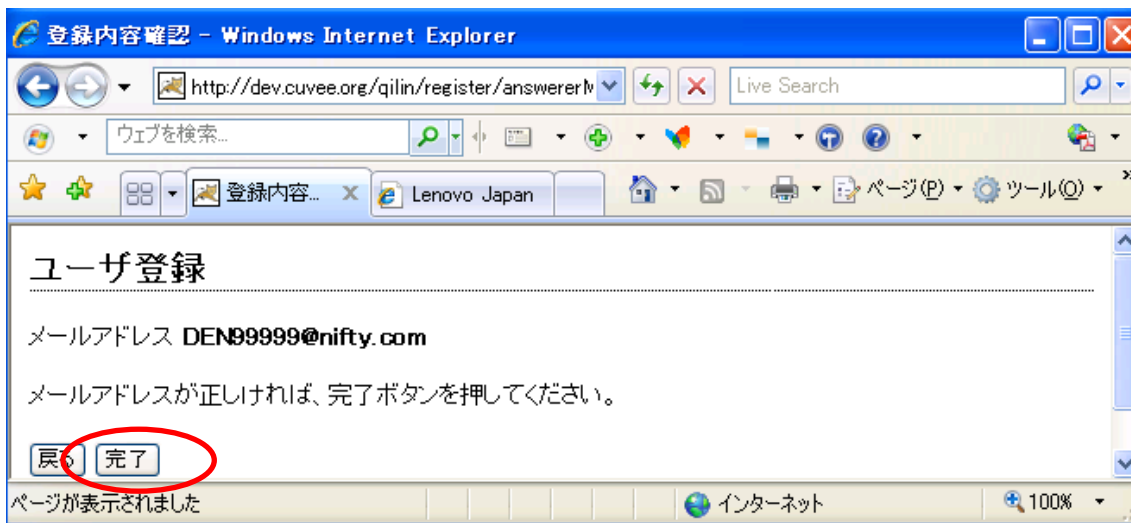 登録内容確認 - Windows Internet Explorer
http://dev.cuvee.org/qilin/register/answererM
Live Search
ウェブを検索...
登録内容...
Lenovo Japan
ページ(P)
ツール(O)
ユーザ登録
メールアドレス DEN99999@nifty.com
メールアドレスが正しければ、完了ボタンを押してください。
戻る 完了
ページが表示されました インターネット 100%